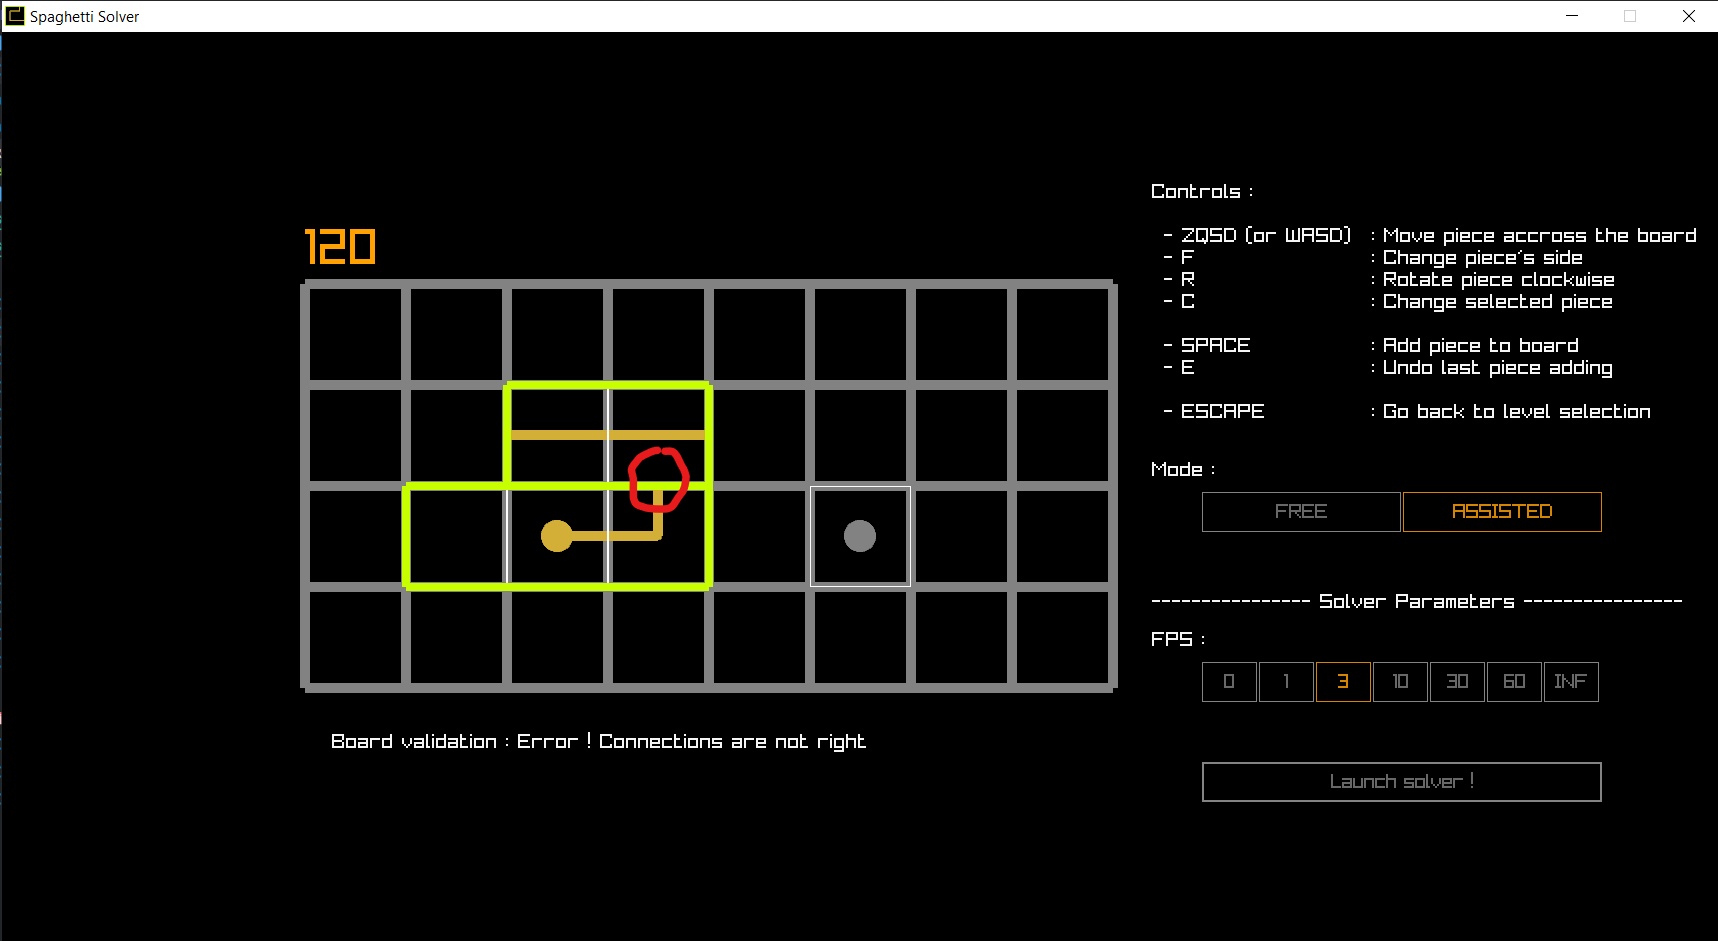 Spaghetti Solver
120
Board validation : Error ! Connections are not right
Controls :
- ZQSD (or WASD) : Move piece accross the board
- F : Change piece's side
- R : Rotate piece clockwise
- C : Change selected piece
- SPACE : Add piece to board
- E : Undo last piece adding
- ESCAPE : Go back to level selection
Mode :
FREE ASSISTED
---------------- Solver Parameters ----------------
FPS :
0 1 3 10 30 60 INF
Launch solver !